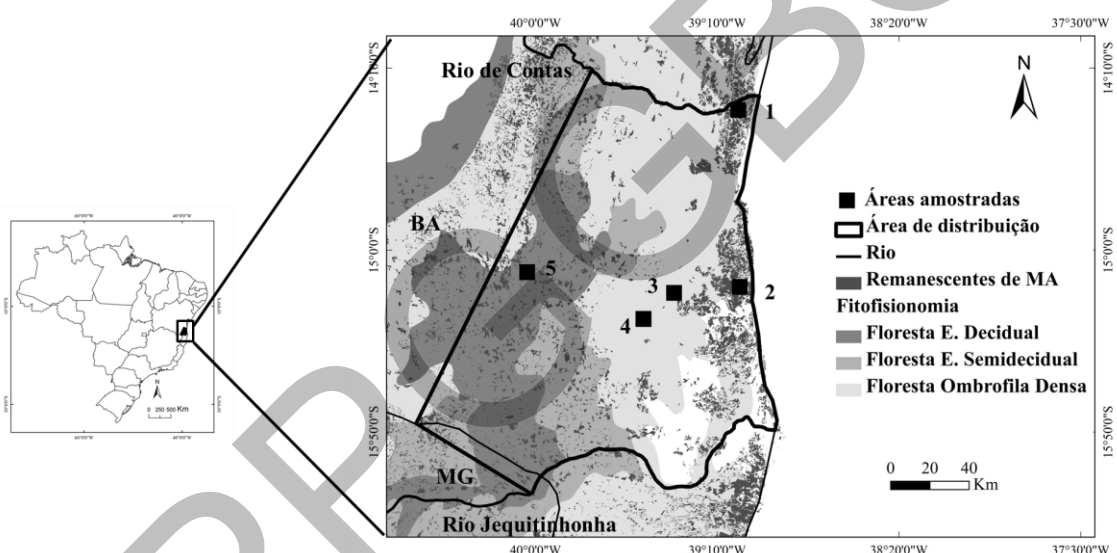 40°0'0"W 39°10'0"W 38°20'0"W 37°30'0"W
14°10'0"S 14°10'0"S
15°0'0"S 15°0'0"S
15°50'0"S 15°50'0"S
Rio de Contas
1
BA
5
3
2
4
MG
Rio Jequitinhonha
N
Áreas amostradas
Área de distribuição
Rio
Remanescentes de MA
Fitofisionomia
Floresta E. Decidual
Floresta E. Semidecidual
Floresta Ombrofila Densa
0 20 40
Km
40°0'0"W 39°10'0"W 38°20'0"W 37°30'0"W
N
0 250 500 Km